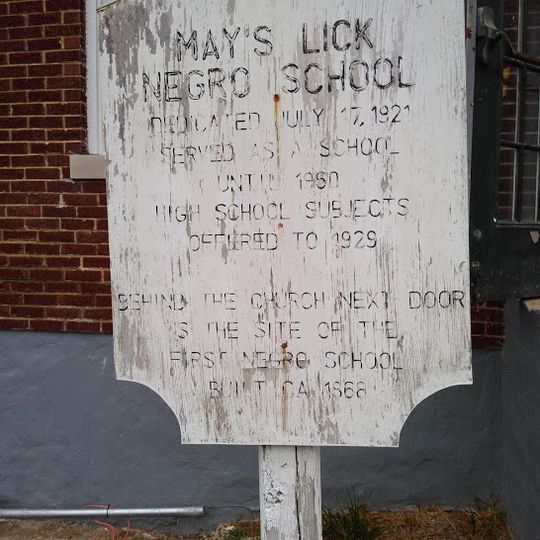 MAY'S LICK
NEGRO SCHOOL
DEDICATED JULY 17, 1921
SERVED AS A SCHOOL
UNTIL 1960
HIGH SCHOOL SUBJECTS
OFFERED TO 1929
BEHIND THE CHURCH NEXT DOOR
IS THE SITE OF THE
FIRST NEGRO SCHOOL
BUILT CA 1868